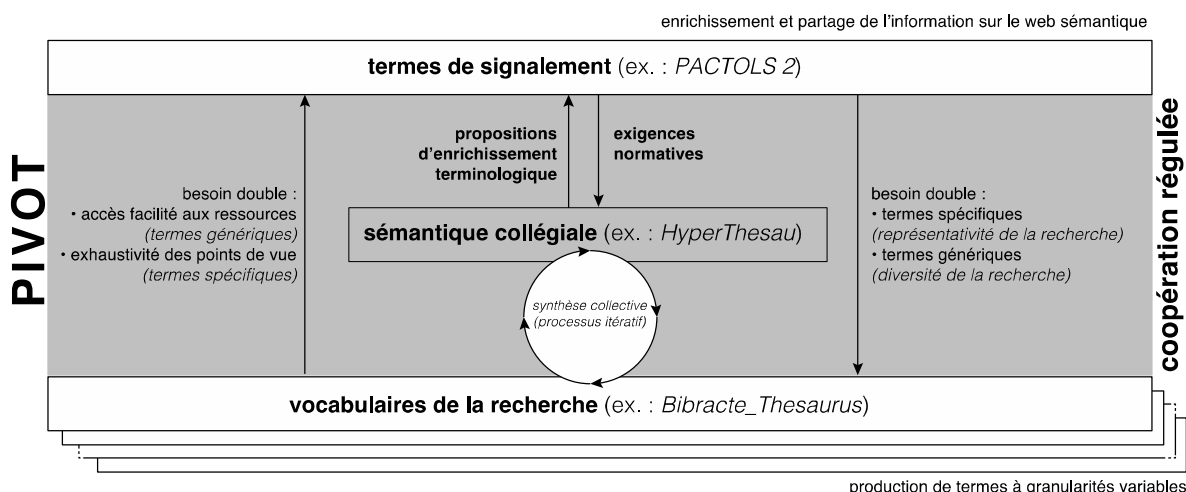 enrichissement et partage de l'information sur le web sémantique
termes de signalement (ex. : PACTOLS 2)
PIVOT
besoin double :
• accès facilité aux ressources
(termes génériques)
• exhaustivité des points de vue
(termes spécifiques)
propositions
d'enrichissement
terminologique
exigences
normatives
besoin double :
• termes spécifiques
(représentativité de la recherche)
• termes génériques
(diversité de la recherche)
coopération régulée
sémantique collégiale (ex. : HyperThesau)
synthèse collective
(processus itératif)
vocabulaires de la recherche (ex. : Bibracte_Thesaurus)
production de termes à granularités variables